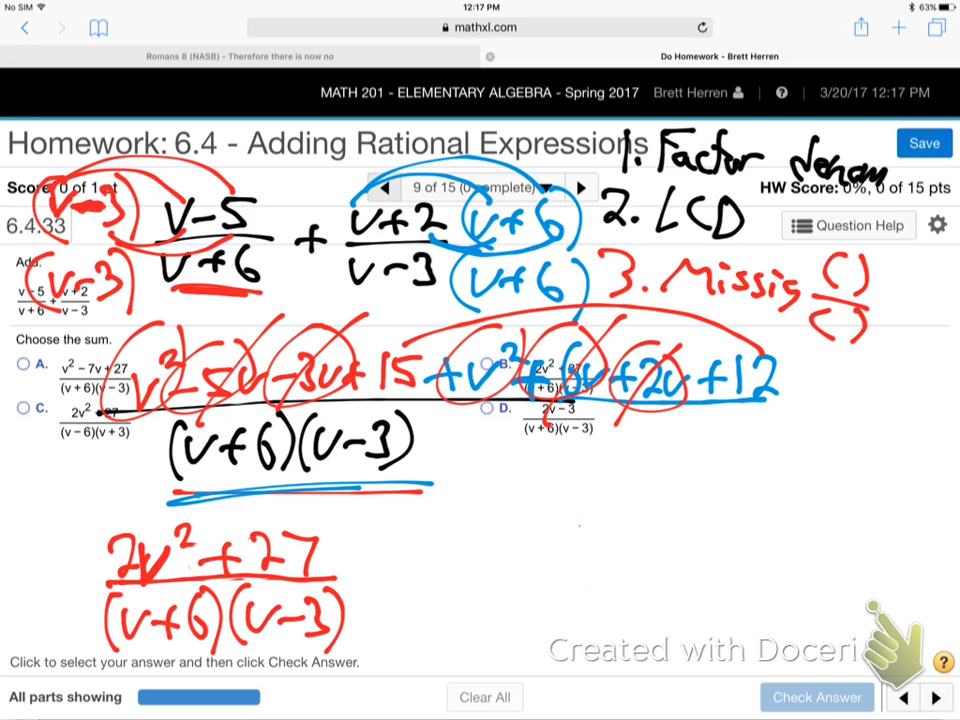 No SIM 12:17 PM 63%
mathxl.com
Romans 8 (NASB) - Therefore there is now no Do Homework - Brett Herren
MATH 201 - ELEMENTARY ALGEBRA - Spring 2017 Brett Herren ? 3/20/17 12:17 PM
Homework: 6.4 - Adding Rational Expressions Save
1. Factor denom
Score: 0 of 1 pt 9 of 15 (0 complete) HW Score: 0%, 0 of 15 pts
2. LCD
6.4.33 Question Help
(v-3) v-5 + v+2 (v+6)
(v-3) v+6 v-3 (v+6)
3. Missig ()/()
Add.
v - 5 + v + 2
v + 6 v - 3
Choose the sum.
A. v² - 7v + 27
(v + 6)(v - 3)
B. 2v²
(v + 6)(v - 3)
C. 2v²
(v - 6)(v + 3)
D. 2v - 3
(v + 6)(v - 3)
v²-5v-3v+15+v²+6v+2v+12
(v+6)(v-3)
2v²+27
(v+6)(v-3)
Created with Doceri
Click to select your answer and then click Check Answer. ?
All parts showing Clear All Check Answer